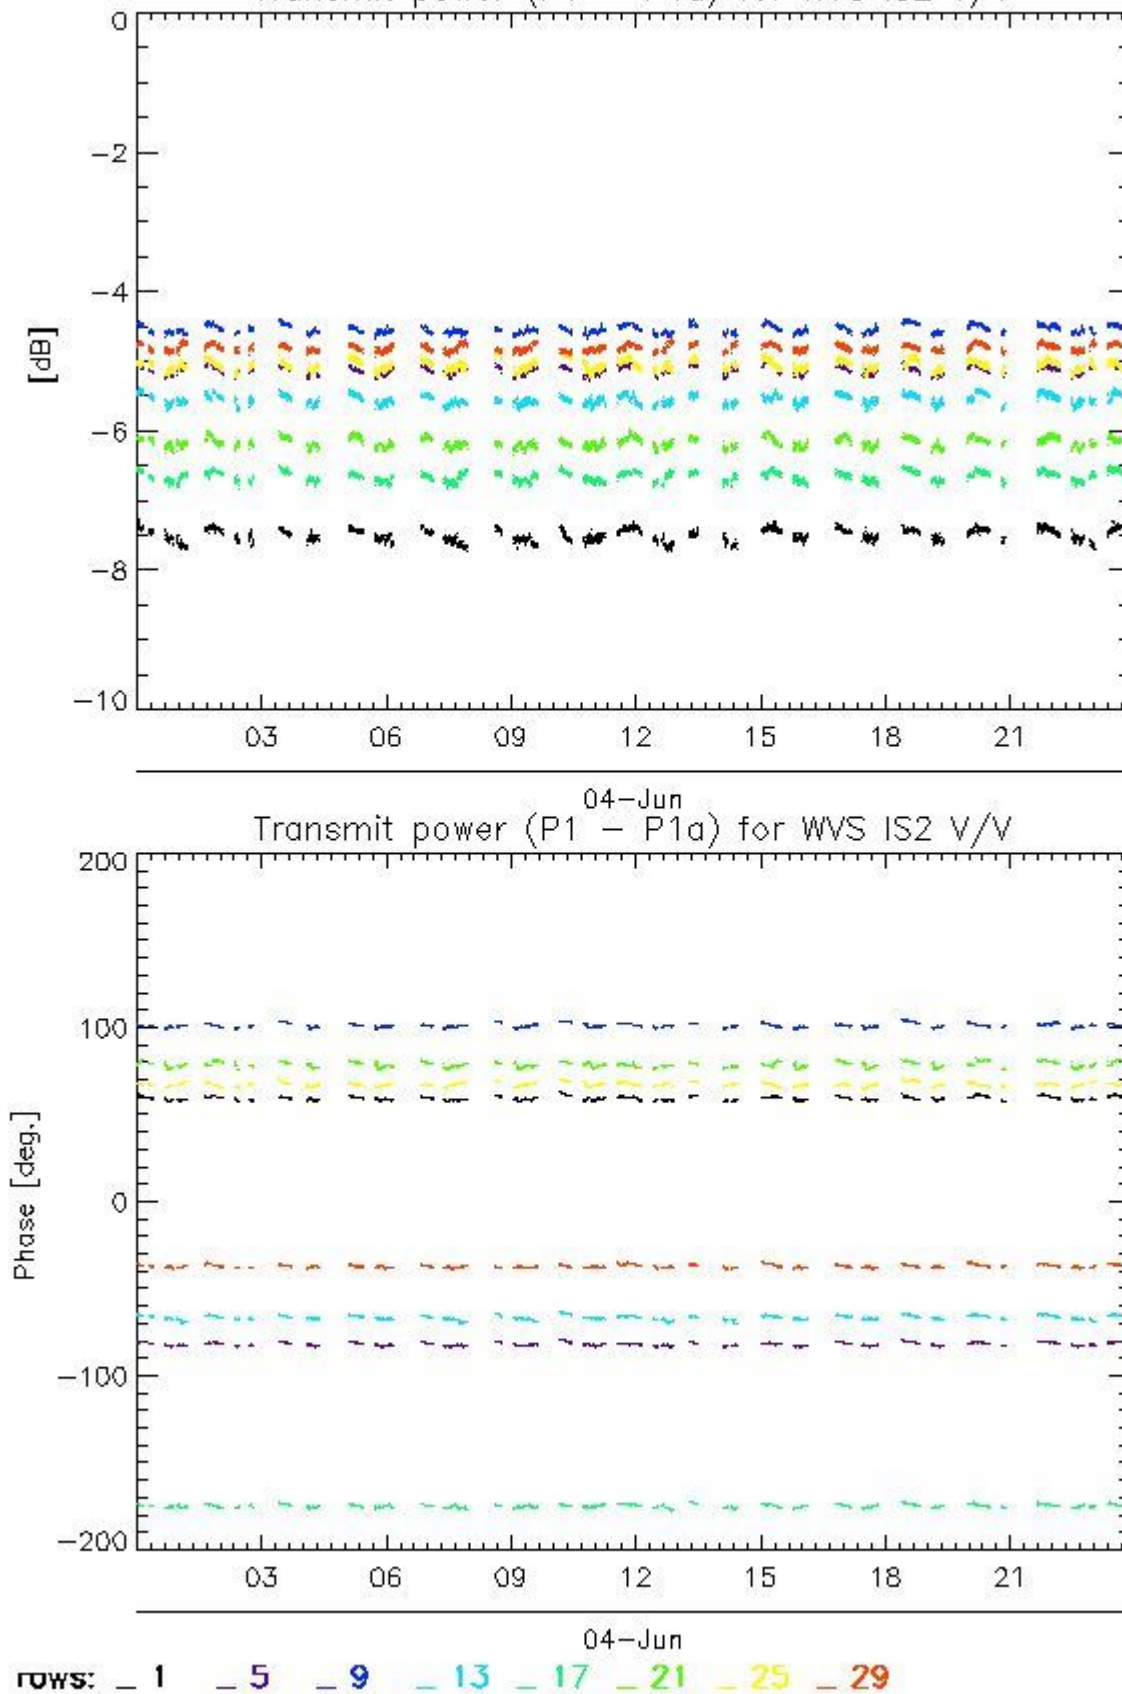 0
-2
-4
[dB]
-6
-8
-10
03 06 09 12 15 18 21
04-Jun
Transmit power (P1 - P1a) for WVS IS2 V/V
200
100
0
Phase [deg.]
-100
-200
03 06 09 12 15 18 21
04-Jun
rows: _ 1 _ 5 _ 9 _ 13 _ 17 _ 21 _ 25 _ 29